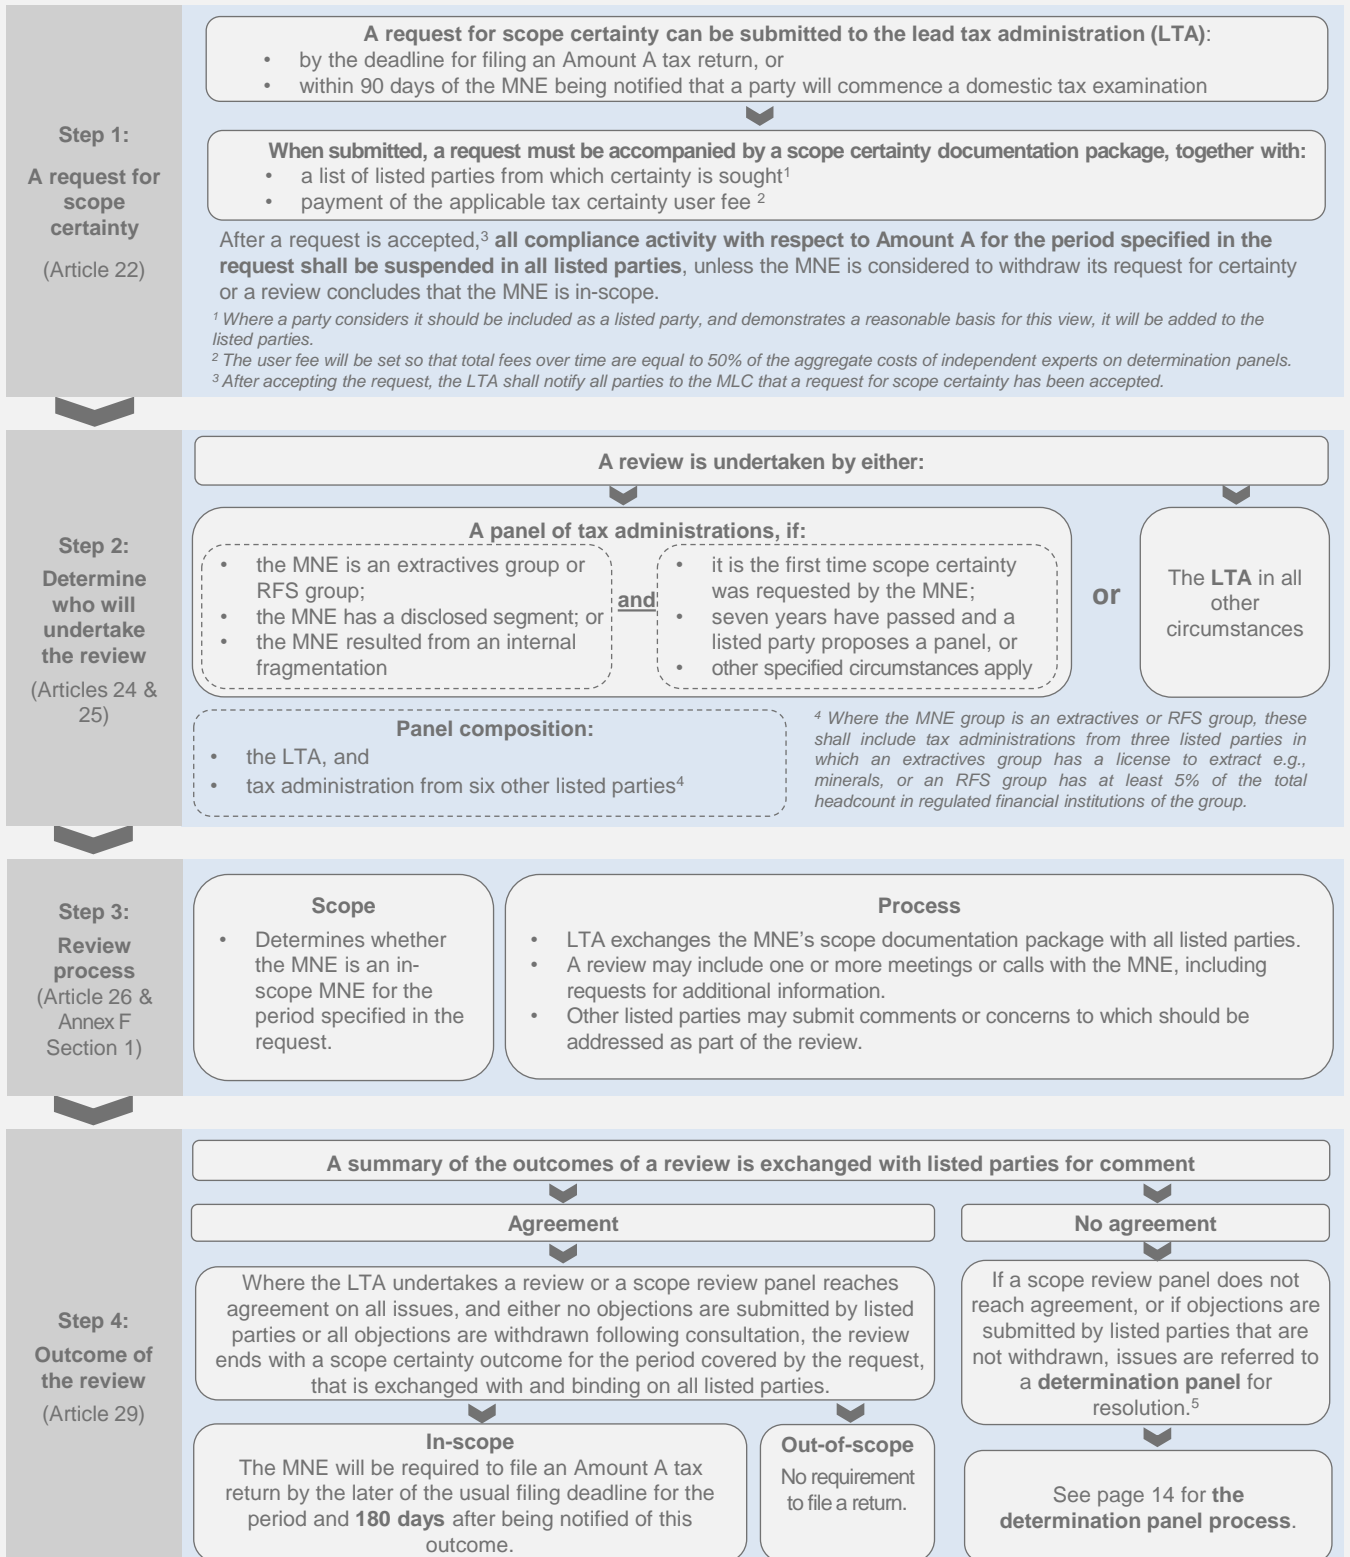 Step 1:
A request for
scope
certainty
(Article 22)
A request for scope certainty can be submitted to the lead tax administration (LTA):
• by the deadline for filing an Amount A tax return, or
• within 90 days of the MNE being notified that a party will commence a domestic tax examination
When submitted, a request must be accompanied by a scope certainty documentation package, together with:
• a list of listed parties from which certainty is sought¹
• payment of the applicable tax certainty user fee ²
After a request is accepted,³ all compliance activity with respect to Amount A for the period specified in the
request shall be suspended in all listed parties, unless the MNE is considered to withdraw its request for certainty
or a review concludes that the MNE is in-scope.
¹ Where a party considers it should be included as a listed party, and demonstrates a reasonable basis for this view, it will be added to the
listed parties.
² The user fee will be set so that total fees over time are equal to 50% of the aggregate costs of independent experts on determination panels.
³ After accepting the request, the LTA shall notify all parties to the MLC that a request for scope certainty has been accepted.
Step 2:
Determine
who will
undertake
the review
(Articles 24 &
25)
A review is undertaken by either:
A panel of tax administrations, if:
• the MNE is an extractives group or
RFS group;
• the MNE has a disclosed segment; or
• the MNE resulted from an internal
fragmentation
and
• it is the first time scope certainty
was requested by the MNE;
• seven years have passed and a
listed party proposes a panel, or
• other specified circumstances apply
or
The LTA in all
other
circumstances
Panel composition:
• the LTA, and
• tax administration from six other listed parties⁴
⁴ Where the MNE group is an extractives or RFS group, these
shall include tax administrations from three listed parties in
which an extractives group has a license to extract e.g.,
minerals, or an RFS group has at least 5% of the total
headcount in regulated financial institutions of the group.
Step 3:
Review
process
(Article 26 &
Annex F
Section 1)
Scope
• Determines whether
the MNE is an in-
scope MNE for the
period specified in the
request.
Process
• LTA exchanges the MNE's scope documentation package with all listed parties.
• A review may include one or more meetings or calls with the MNE, including
requests for additional information.
• Other listed parties may submit comments or concerns to which should be
addressed as part of the review.
Step 4:
Outcome of
the review
(Article 29)
A summary of the outcomes of a review is exchanged with listed parties for comment
Agreement
Where the LTA undertakes a review or a scope review panel reaches
agreement on all issues, and either no objections are submitted by listed
parties or all objections are withdrawn following consultation, the review
ends with a scope certainty outcome for the period covered by the request,
that is exchanged with and binding on all listed parties.
In-scope
The MNE will be required to file an Amount A tax
return by the later of the usual filing deadline for the
period and 180 days after being notified of this
outcome.
Out-of-scope
No requirement
to file a return.
No agreement
If a scope review panel does not
reach agreement, or if objections are
submitted by listed parties that are
not withdrawn, issues are referred to
a determination panel for
resolution.⁵
See page 14 for the
determination panel process.